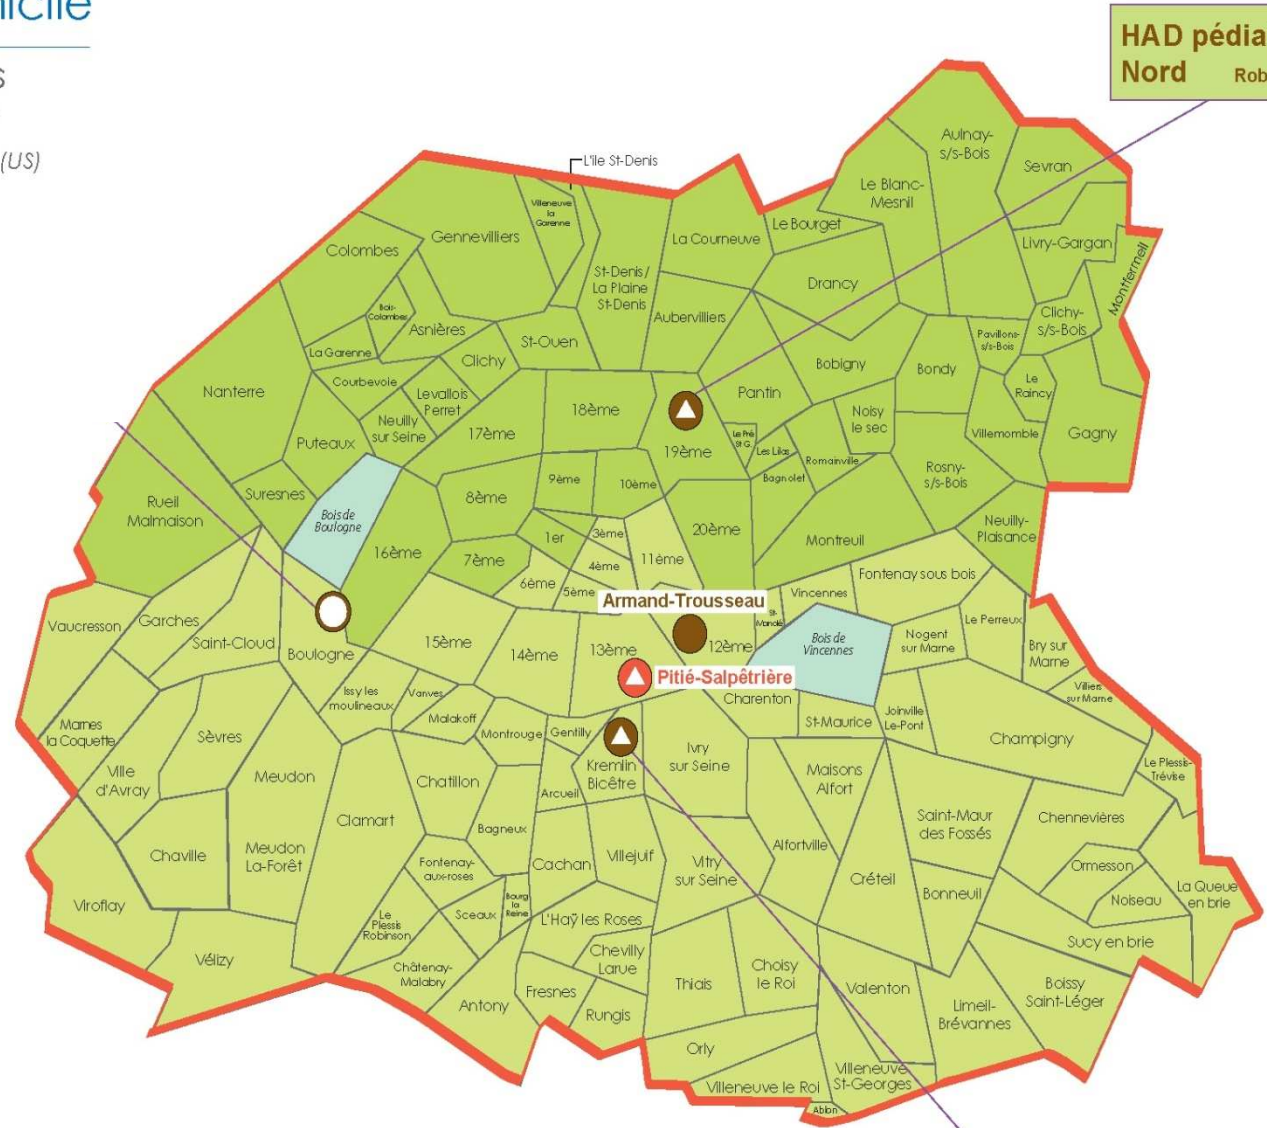 icile
S
(US)
HAD pédia
Nord Rob
L'ile St-Denis
Aulnay-
s/s-Bois
Sevran
Le Blanc-
Mesnil
Villeneuve
la
Garenne
Gennevilliers
Colombes
La Courneuve
Le Bourget
Livry-Gargan
Montfermeil
St-Denis/
La Plaine
St-Denis
Drancy
Bois-
Colombes
Asnières
Aubervilliers
Clichy-
s/s-Bois
La Garenne
St-Ouen
Pavillons-
s/s-Bois
Clichy
Bobigny
Bondy
Courbevoie
Nanterre
Levallois
Perret
Pantin
Le
Raincy
18ème
Noisy
le sec
Neuilly
sur Seine
Puteaux
17ème
Le Pré
St G.
Villemomble
Gagny
19ème
Les Lilas
Romainville
Rosny-
s/s-Bois
Bagnolet
9ème
10ème
Suresnes
8ème
Rueil
Malmaison
Bois de
Boulogne
20ème
Neuilly-
Plaisance
1er
3ème
Montreuil
16ème
7ème
11ème
4ème
6ème
5ème
Fontenay sous bois
Vincennes
Armand-Trousseau
St-
Mandé
Le Perreux
Vaucresson
Garches
Saint-Cloud
Boulogne
15ème
14ème
13ème
12ème
Bois de
Vincennes
Nogent
sur Marne
Bry sur
Marne
Pitié-Salpêtrière
Issy les
moulineaux
Vanves
Malakoff
Charenton
Villiers
sur Marne
St-Maurice
Joinville
Le-Pont
Marnes
la Coquette
Sèvres
Montrouge
Gentilly
Champigny
Ivry
sur Seine
Le Plessis-
Trévise
Ville
d'Avray
Meudon
Chatillon
Kremlin
Bicêtre
Maisons
Alfort
Arcueil
Clamart
Saint-Maur
des Fossés
Chennevières
Bagneux
Chaville
Meudon
La-Forêt
Fontenay-
aux-roses
Cachan
Villejuif
Vitry
sur Seine
Alfortville
Créteil
Ormesson
Bonneuil
Noiseau
La Queue
en brie
Viroflay
Bourg
la
Reine
Le
Plessis
Robinson
Sceaux
L'Haÿ les Roses
Sucy en brie
Vélizy
Châtenay-
Malabry
Chevilly
Larue
Thiais
Choisy
le Roi
Valenton
Boissy
Saint-Léger
Antony
Fresnes
Rungis
Limeil-
Brévannes
Orly
Villeneuve
St-Georges
Villeneuve le Roi
Ablon